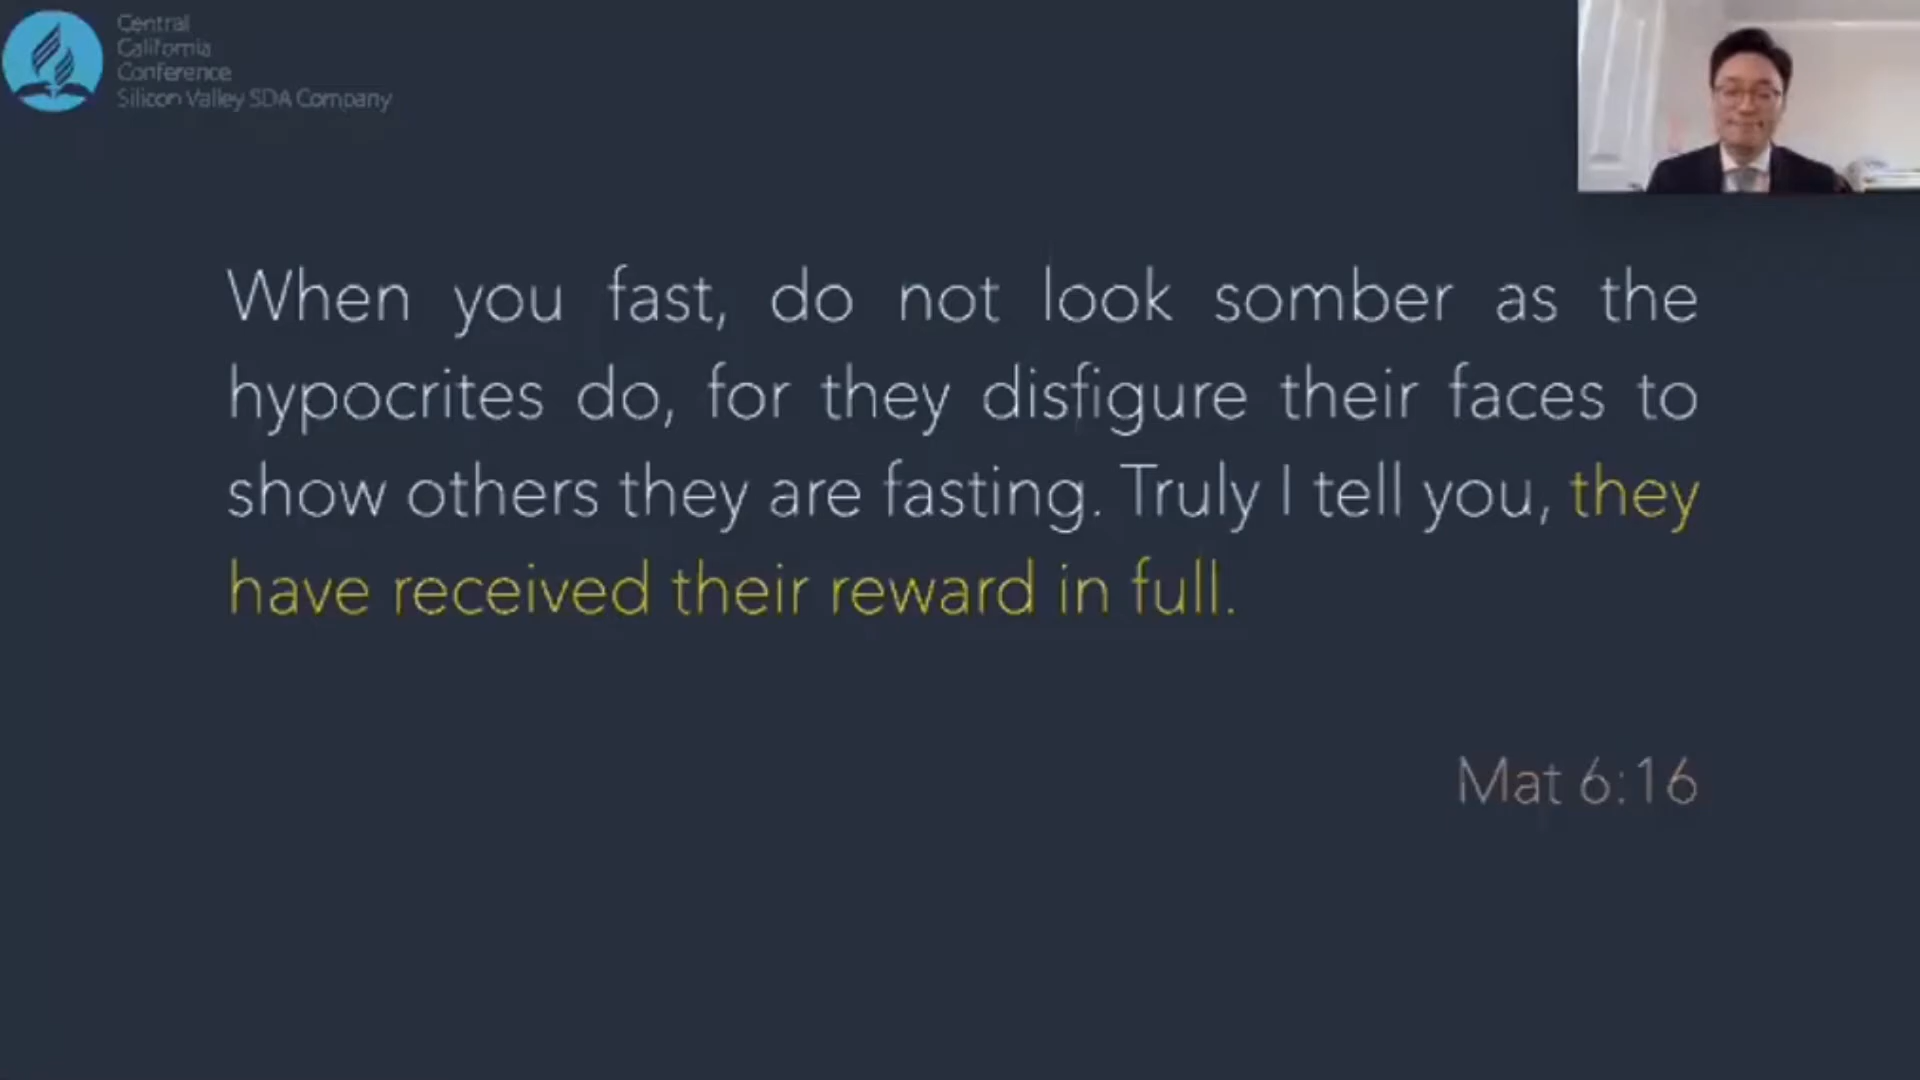 Central
California
Conference
Silicon Valley SDA Company
When you fast, do not look somber as the
hypocrites do, for they disfigure their faces to
show others they are fasting. Truly I tell you, they
have received their reward in full.
Mat 6:16